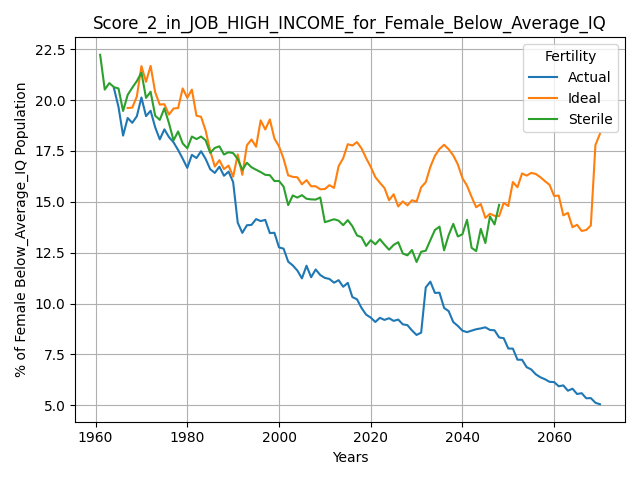 Score_2_in_JOB_HIGH_INCOME_for_Female_Below_Average_IQ
% of Female Below_Average_IQ Population
22.5
20.0
17.5
15.0
12.5
10.0
7.5
5.0
Fertility
Actual
Ideal
Sterile
1960 1980 2000 2020 2040 2060
Years